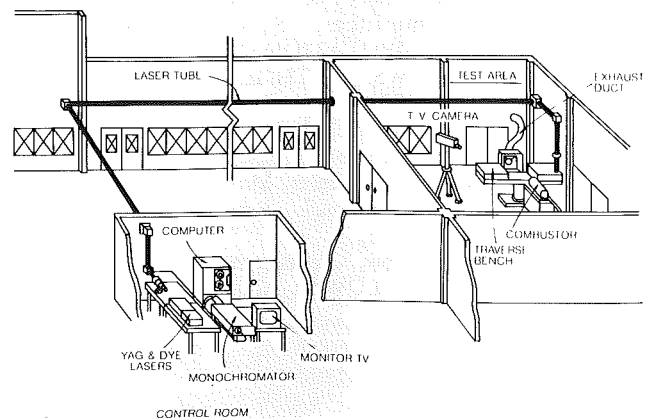 LASER TUBE
TEST AREA
EXHAUST
DUCT
T V CAMERA
COMBUSTOR
TRAVERSE
BENCH
COMPUTER
YAG & DYE
LASERS
MONOCHROMATOR
MONITOR TV
CONTROL ROOM